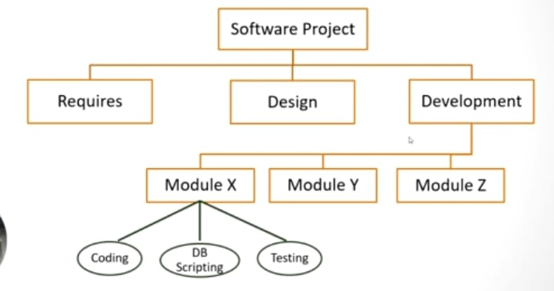 Software Project
Requires
Design
Development
Module X
Module Y
Module Z
Coding
DB
Scripting
Testing